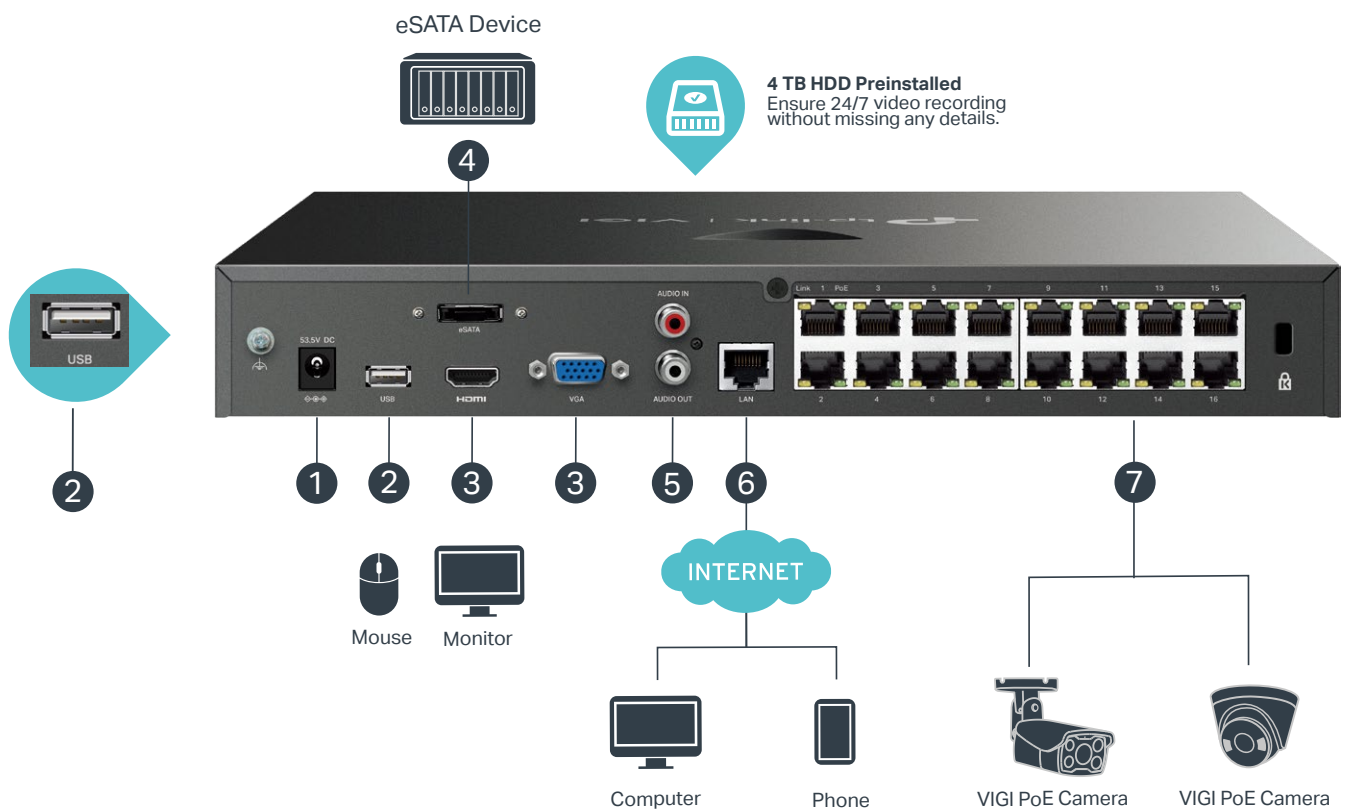 eSATA Device
4 TB HDD Preinstalled
Ensure 24/7 video recording
without missing any details.
4
tp-link | VIGI
USB
2
53.5V DC
USB
eSATA
HDMI
VGA
AUDIO IN
AUDIO OUT
LAN
Link 1 PoE 3 5 7 9 11 13 15
2 4 6 8 10 12 14 16
1
2
3
3
5
6
7
INTERNET
Mouse
Monitor
Computer
Phone
VIGI PoE Camera
VIGI PoE Camera